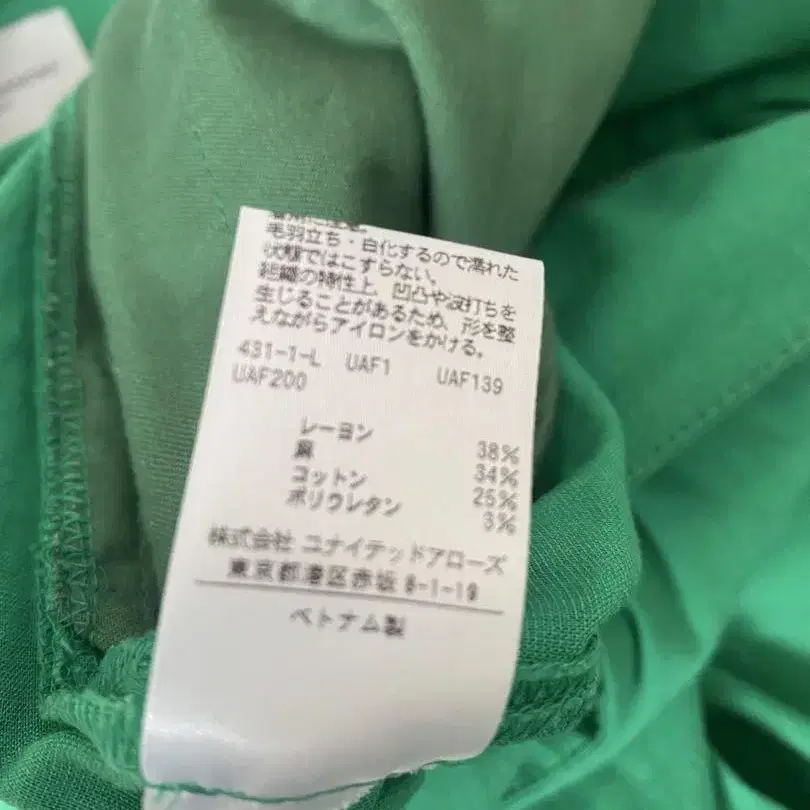 毛羽立ち・白化するので濡れた
状態ではこすらない。
組織の特性上、凹凸や波打ちを
生じることがあるため、形を整
えながらアイロンをかける。
431-1-L UAF1 UAF139
UAF200
レーヨン 38%
麻 34%
コットン 25%
ポリウレタン 3%
株式会社 ユナイテッドアローズ
東京都港区赤坂 8-1-19
ベトナム製